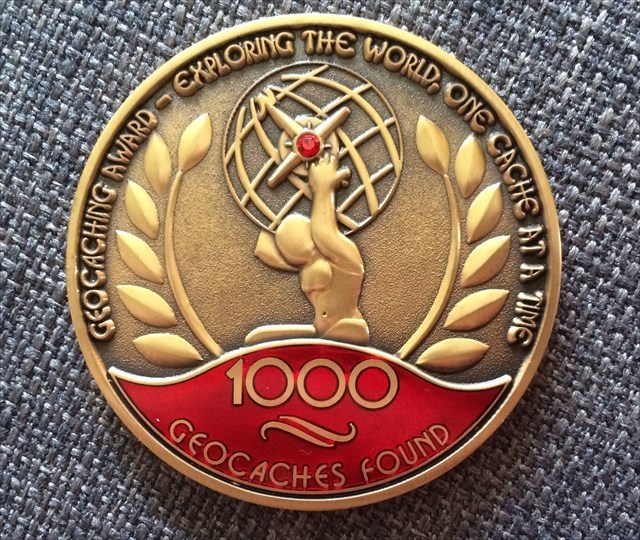 GEOCACHING AWARD - EXPLORING THE WORLD, ONE CACHE AT A TIME
1000
GEOCACHES FOUND